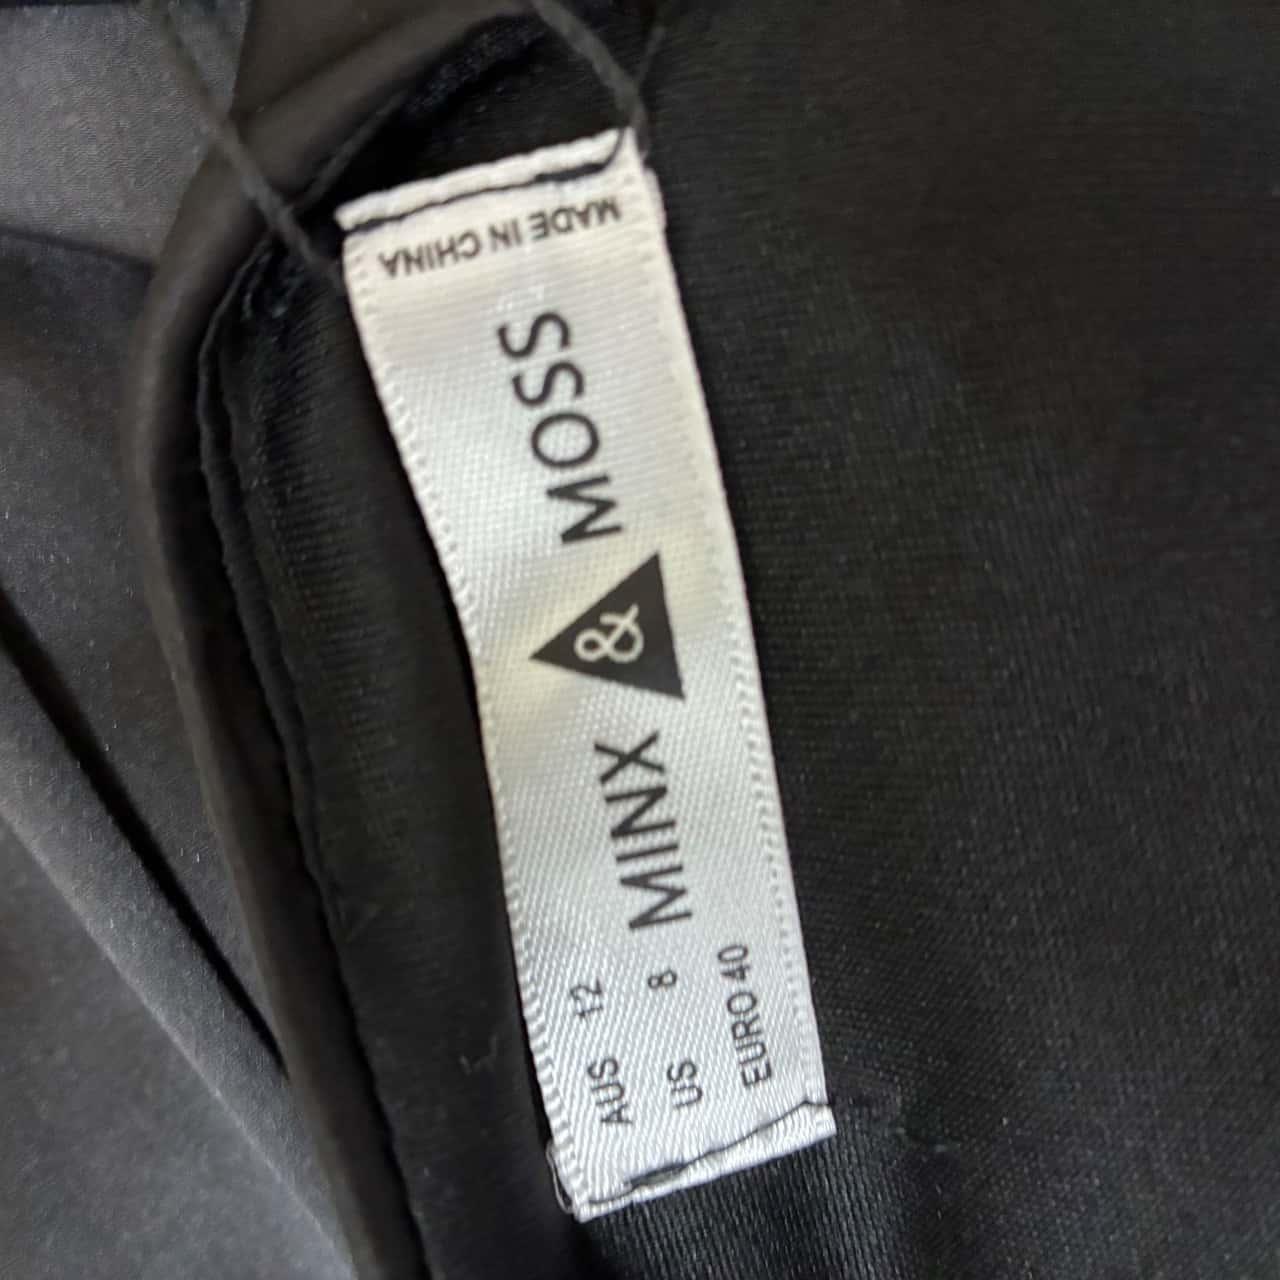 MINX & MOSS
AUS 12
US 8
EURO 40
MADE IN CHINA